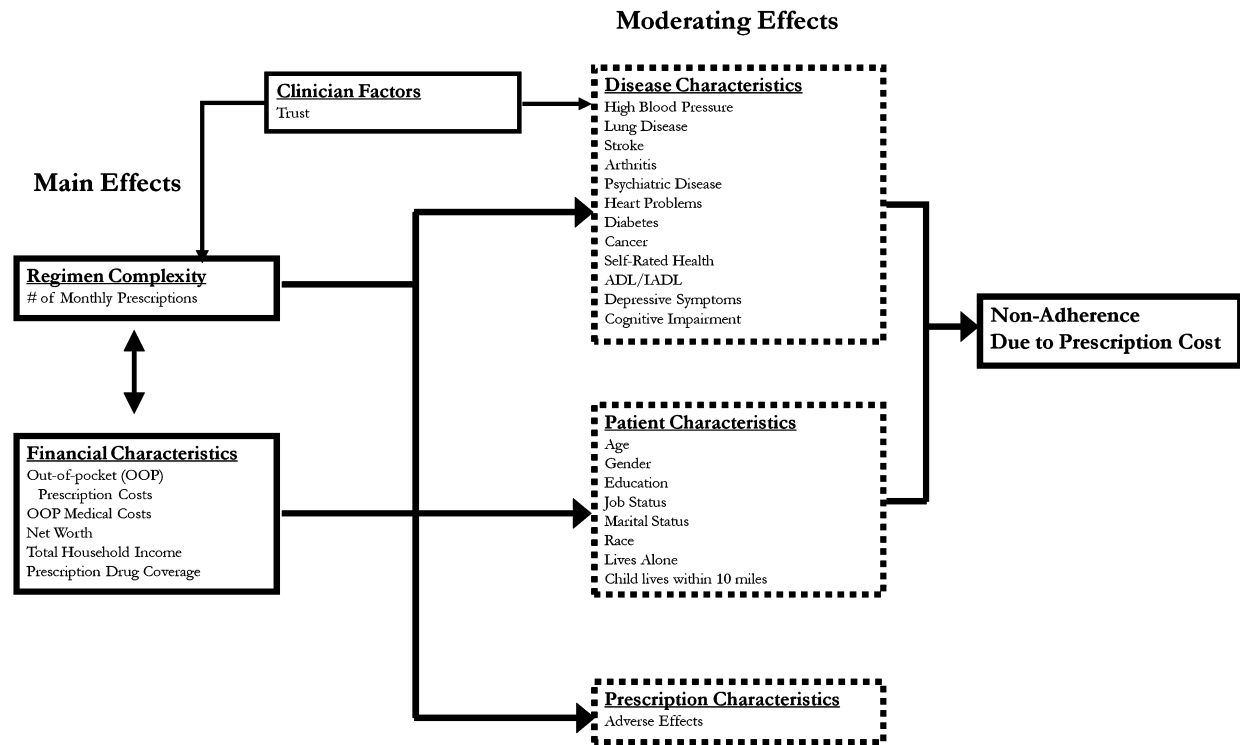 Moderating Effects
Clinician Factors
Trust
Disease Characteristics
High Blood Pressure
Lung Disease
Stroke
Arthritis
Psychiatric Disease
Heart Problems
Diabetes
Cancer
Self-Rated Health
ADL/IADL
Depressive Symptoms
Cognitive Impairment
Main Effects
Regimen Complexity
# of Monthly Prescriptions
Non-Adherence
Due to Prescription Cost
Financial Characteristics
Out-of-pocket (OOP)
Prescription Costs
OOP Medical Costs
Net Worth
Total Household Income
Prescription Drug Coverage
Patient Characteristics
Age
Gender
Education
Job Status
Marital Status
Race
Lives Alone
Child lives within 10 miles
Prescription Characteristics
Adverse Effects